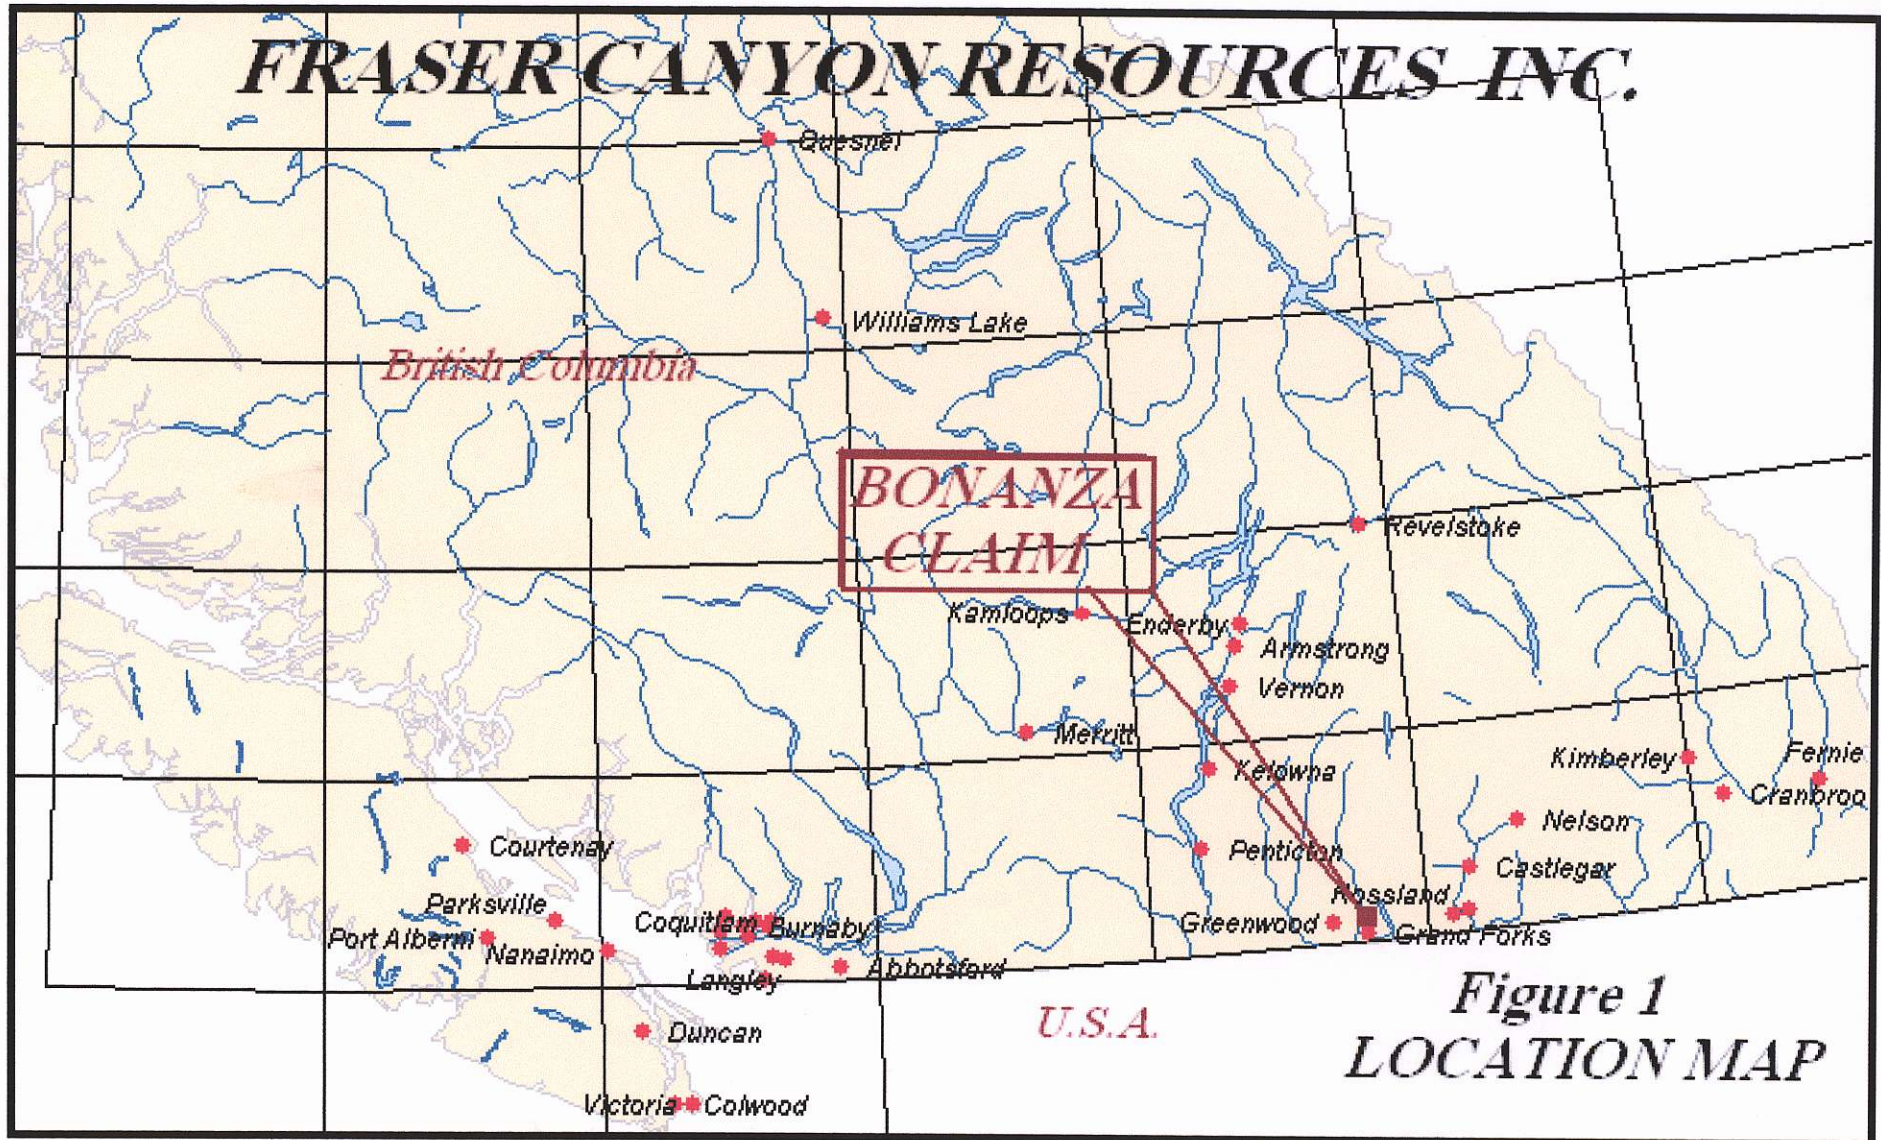 FRASER CANYON RESOURCES INC.
Quesnel
Williams Lake
British Columbia
BONANZA
CLAIM
Revelstoke
Kamloops
Enderby
Armstrong
Vernon
Merritt
Kelowna
Kimberley
Fernie
Cranbroo
Nelson
Courtenay
Penticton
Castlegar
Rossland
Parksville
Coquitlam
Burnaby
Greenwood
Grand Forks
Port Alberni
Nanaimo
Langley
Abbotsford
Figure 1
LOCATION MAP
U.S.A.
Duncan
Victoria
Colwood